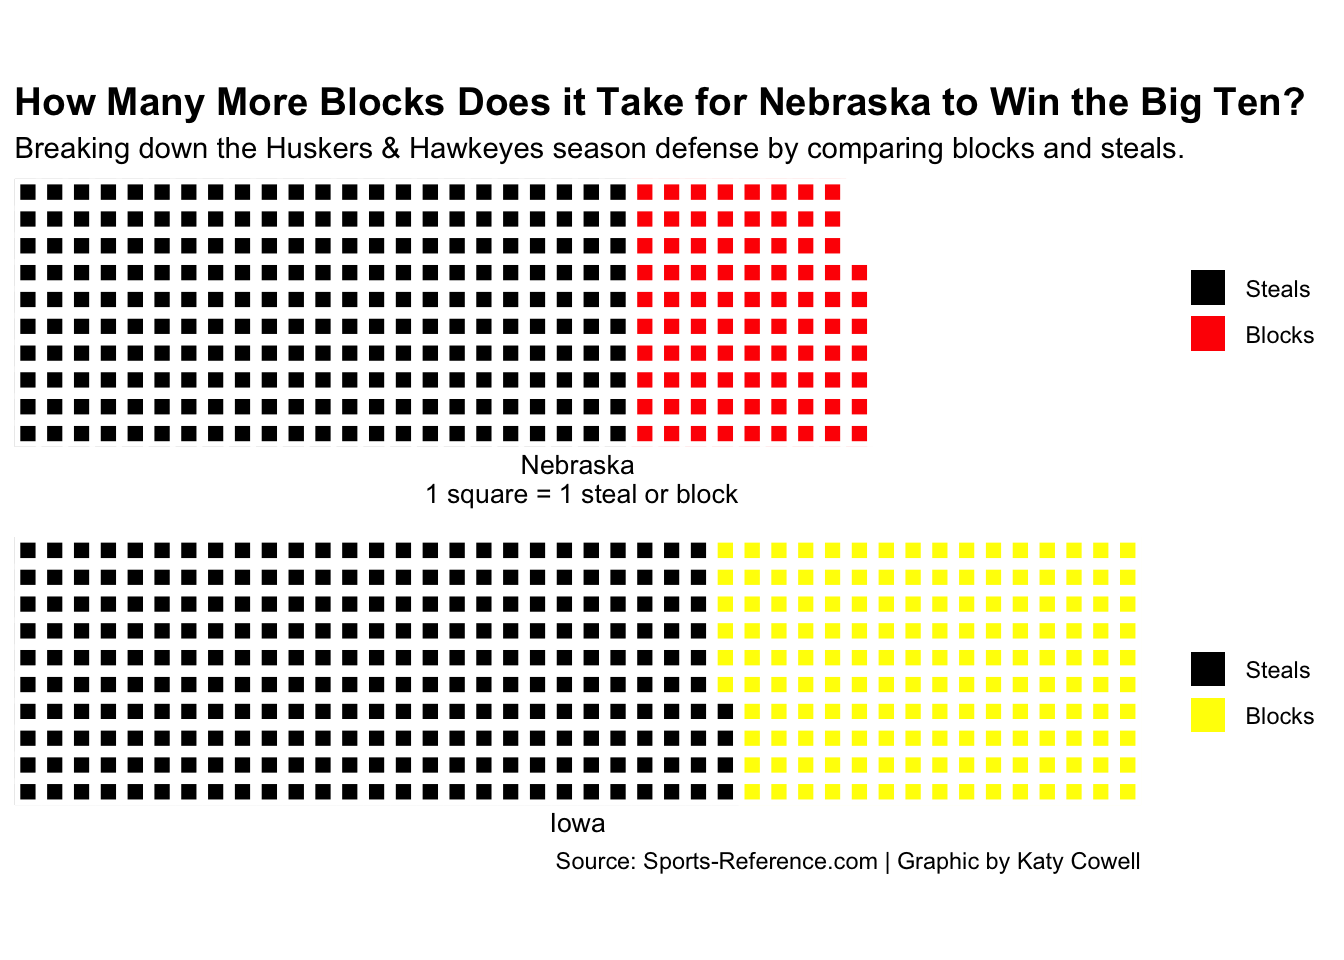 How Many More Blocks Does it Take for Nebraska to Win the Big Ten?
Breaking down the Huskers & Hawkeyes season defense by comparing blocks and steals.
Steals
Blocks
Nebraska
1 square = 1 steal or block
Steals
Blocks
Iowa
Source: Sports-Reference.com | Graphic by Katy Cowell